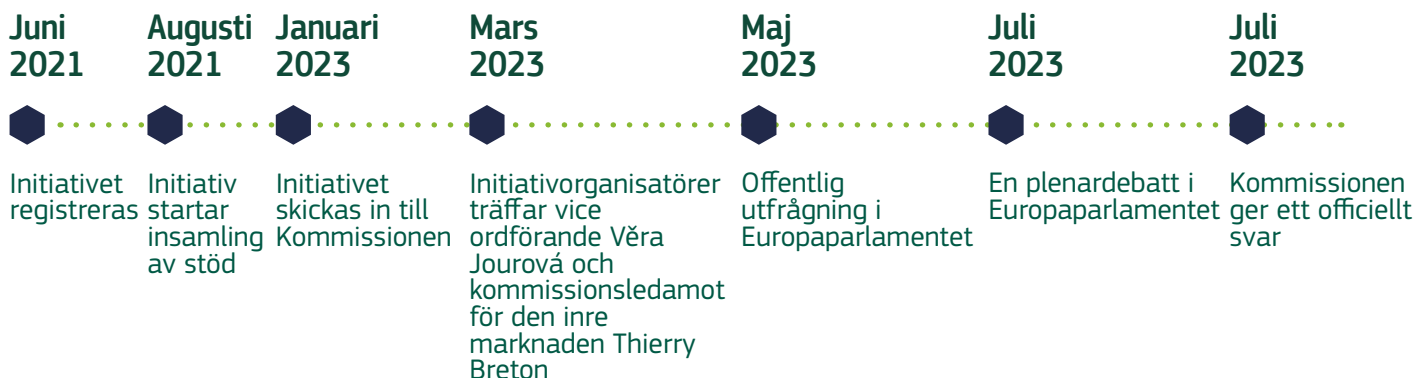 Juni
2021
Augusti
2021
Januari
2023
Mars
2023
Maj
2023
Juli
2023
Juli
2023
Initiativet
registreras
Initiativ
startar
insamling
av stöd
Initiativet
skickas in till
Kommissionen
Initiativorganisatörer
träffar vice
ordförande Věra
Jourová och
kommissionsledamot
för den inre
marknaden Thierry
Breton
Offentlig
utfrågning i
Europaparlamentet
En plenardebatt i
Europaparlamentet
Kommissionen
ger ett officiellt
svar